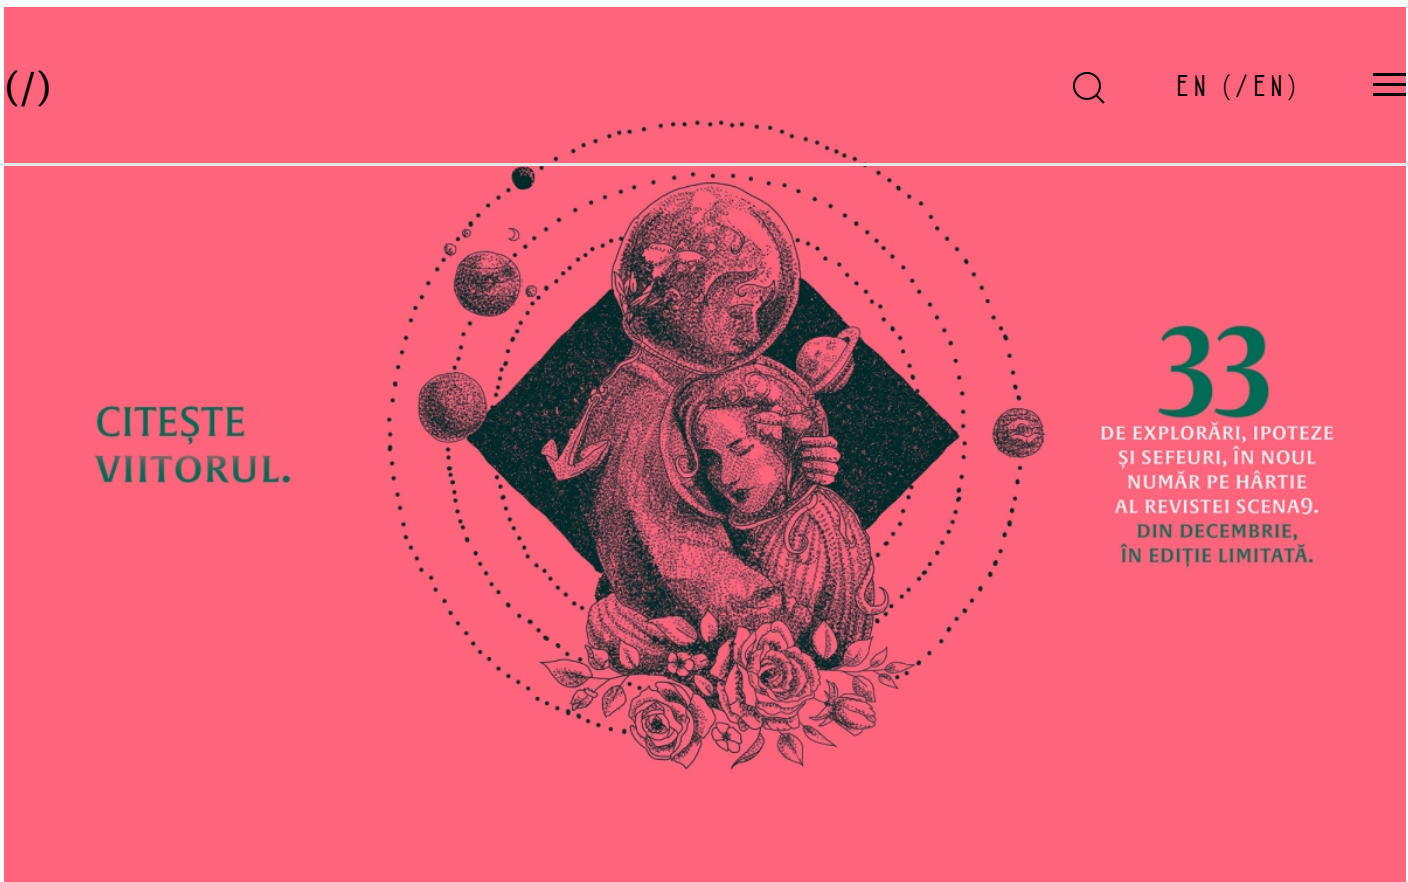 (/)
EN (/EN)
CITEȘTE
VIITORUL.
33
DE EXPLORĂRI, IPOTEZE
ȘI SEFEURI, ÎN NOUL
NUMĂR PE HÂRTIE
AL REVISTEI SCENA9.
DIN DECEMBRIE,
ÎN EDIȚIE LIMITATĂ.